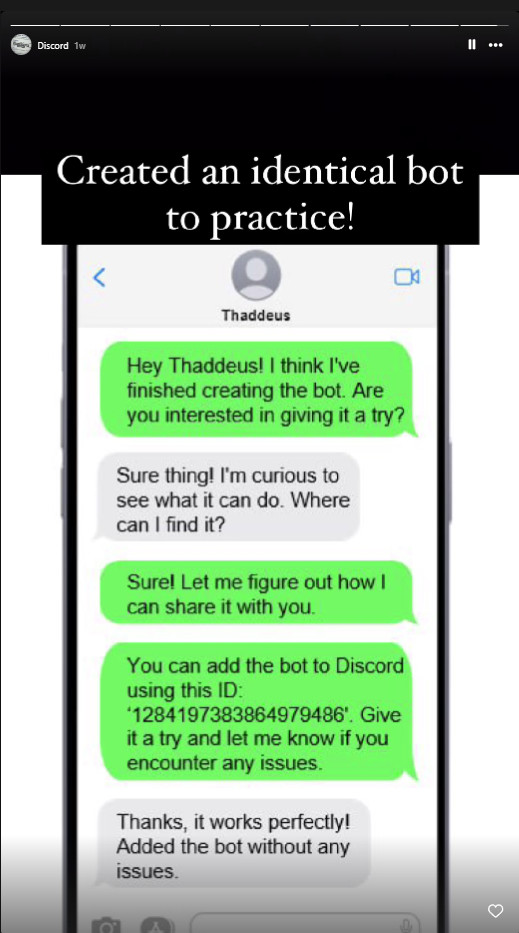 Discord 1w
Created an identical bot
to practice!
Thaddeus
Hey Thaddeus! I think I've
finished creating the bot. Are
you interested in giving it a try?
Sure thing! I'm curious to
see what it can do. Where
can I find it?
Sure! Let me figure out how I
can share it with you.
You can add the bot to Discord
using this ID:
‘1284197383864979486'. Give
it a try and let me know if you
encounter any issues.
Thanks, it works perfectly!
Added the bot without any
issues.